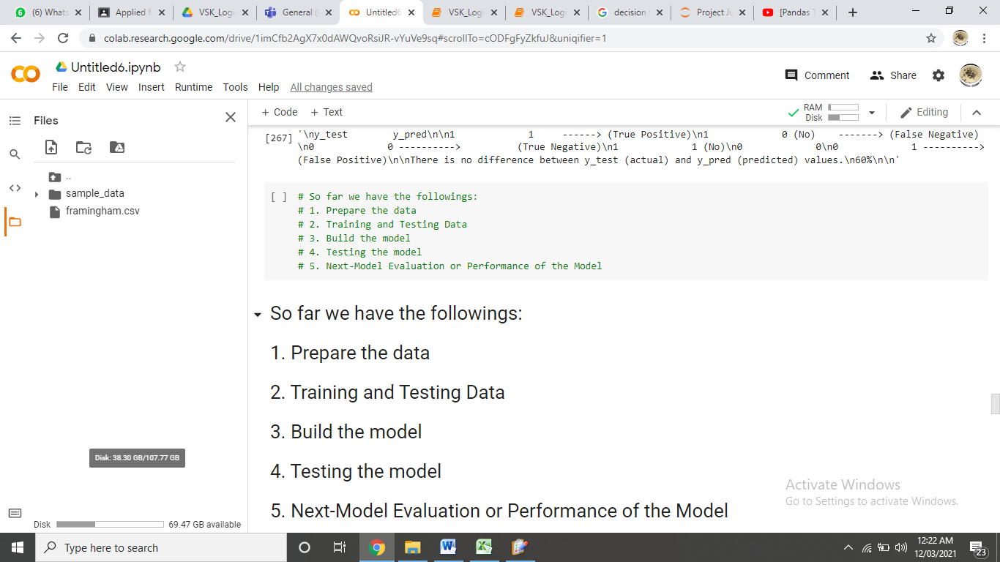 (6) Whats
Applied
VSK_Logi
General (
Untitled6
VSK_Logi
VSK_Logi
decision
Project Ju
[Pandas T
colab.research.google.com/drive/1imCfb2AgX7x0dAWQvoRsiJR-vYuVe9sq#scrollTo=cODFgFyZkfuJ&uniqifier=1
Untitled6.ipynb
Comment Share
File Edit View Insert Runtime Tools Help All changes saved
Files
+ Code + Text
RAM
Disk
Editing
..
sample_data
framingham.csv
[267] '\ny_test y_pred\n\n1 1 ------> (True Positive)\n1 0 (No) -------> (False Negative)
\n0 0 ----------> (True Negative)\n1 1 (No)\n0 0\n0 1 ---------->
(False Positive)\n\nThere is no difference between y_test (actual) and y_pred (predicted) values.\n60%\n\n'
[ ] # So far we have the followings:
# 1. Prepare the data
# 2. Training and Testing Data
# 3. Build the model
# 4. Testing the model
# 5. Next-Model Evaluation or Performance of the Model
So far we have the followings:
1. Prepare the data
2. Training and Testing Data
3. Build the model
4. Testing the model
5. Next-Model Evaluation or Performance of the Model
Disk: 38.30 GB/107.77 GB
Disk 69.47 GB available
Activate Windows
Go to Settings to activate Windows.
Type here to search
12:22 AM
12/03/2021
23